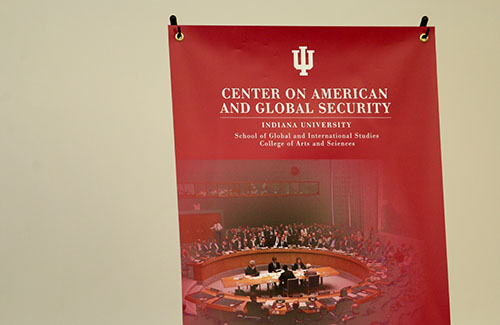 CENTER ON AMERICAN
AND GLOBAL SECURITY
INDIANA UNIVERSITY
School of Global and International Studies
College of Arts and Sciences